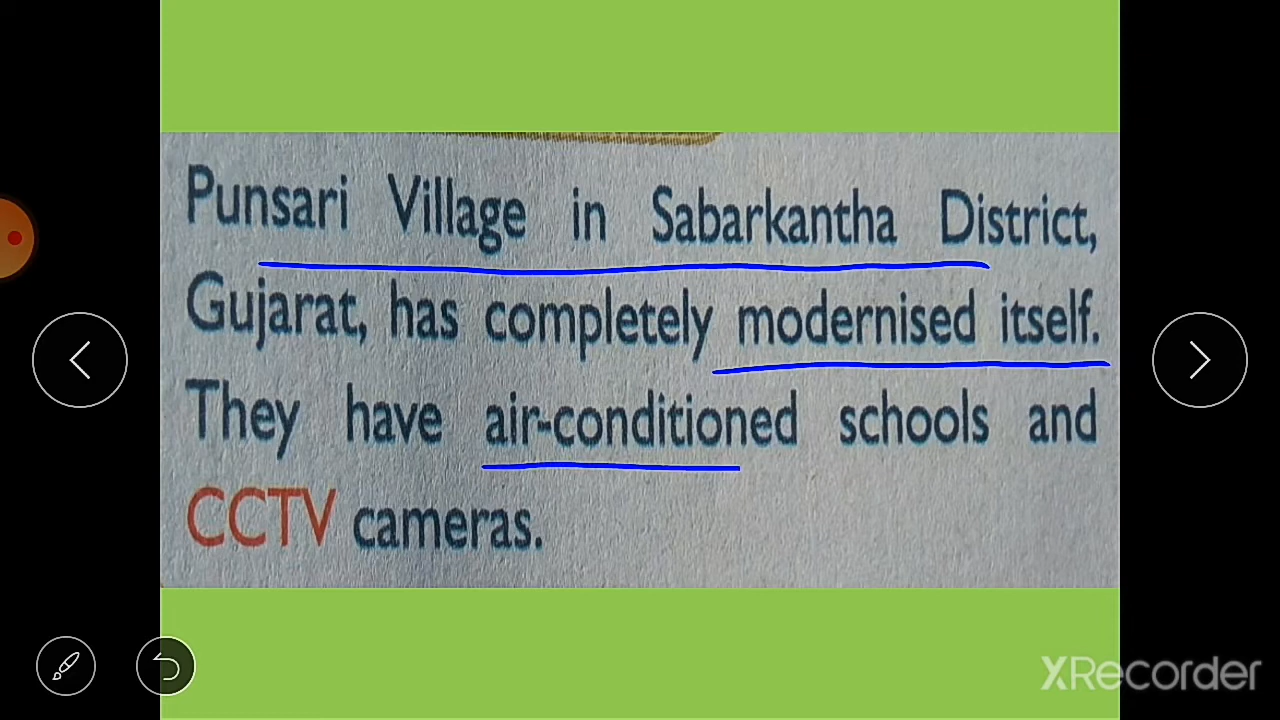 Punsari Village in Sabarkantha District,
Gujarat, has completely modernised itself.
They have air-conditioned schools and
CCTV cameras.
XRecorder